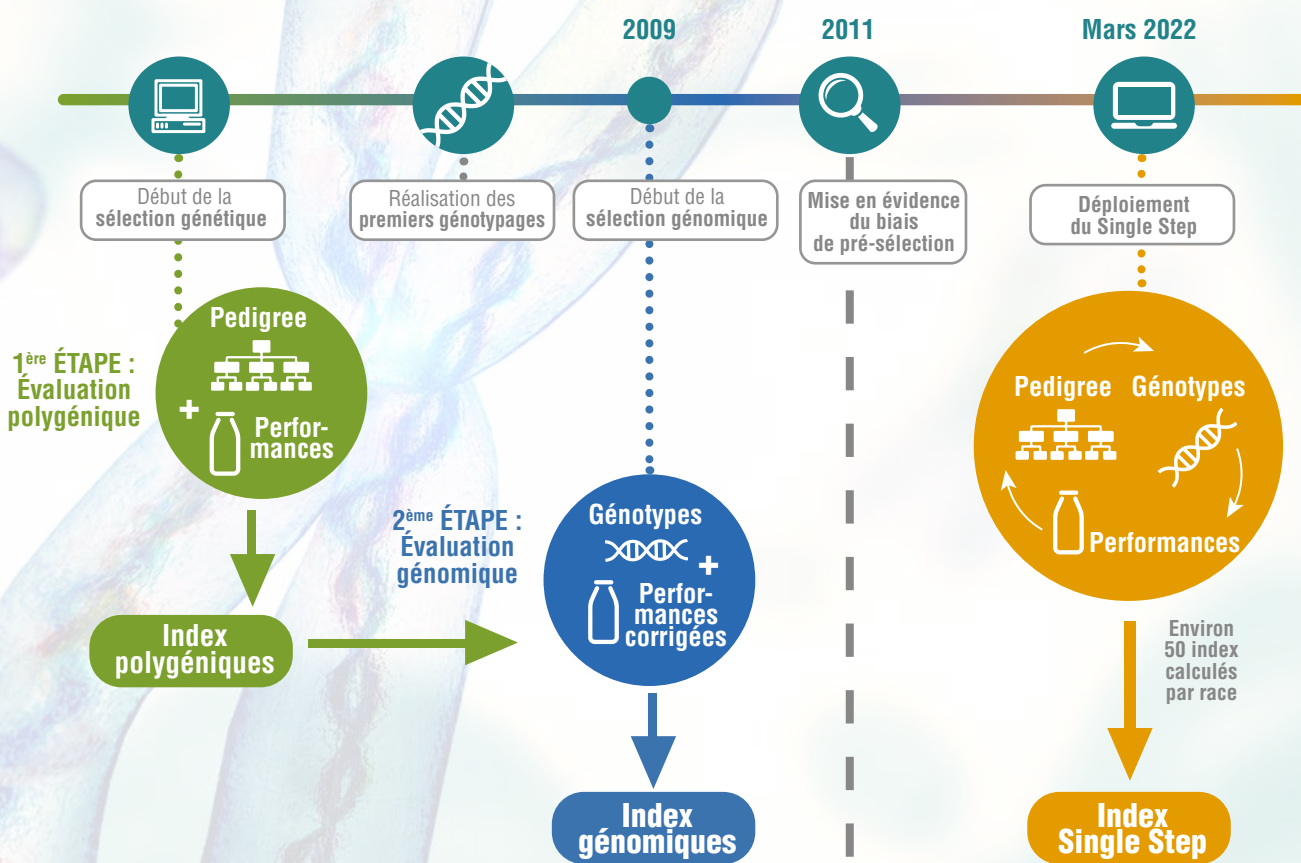 2009
2011
Mars 2022
Début de la
sélection génétique
Réalisation des
premiers génotypages
Début de la
sélection génomique
Mise en évidence
du biais
de pré-sélection
Déploiement
du Single Step
1ère ÉTAPE :
Évaluation
polygénique
Pedigree
+
Perfor-
mances
Index
polygéniques
2ème ÉTAPE :
Évaluation
génomique
Génotypes
+
Perfor-
mances
corrigées
Index
génomiques
Pedigree
Génotypes
Performances
Environ
50 index
calculés
par race
Index
Single Step